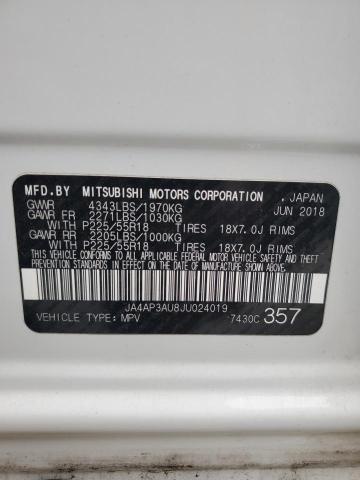 MFD.BY MITSUBISHI MOTORS CORPORATION , JAPAN
GVWR 4343LBS/1970KG JUN 2018
GAWR FR 2271LBS/1030KG
WITH P225/55R18 TIRES 18X7.0J RIMS
GAWR RR 2205LBS/1000KG
WITH P225/55R18 TIRES 18X7.0J RIMS
THIS VEHICLE CONFORMS TO ALL APPLICABLE FEDERAL MOTOR VEHICLE SAFETY AND THEFT PREVENTION STANDARDS IN EFFECT ON THE DATE OF MANUFACTURE SHOWN ABOVE.
JA4AP3AU8JU024019
VEHICLE TYPE: MPV 7430C 357